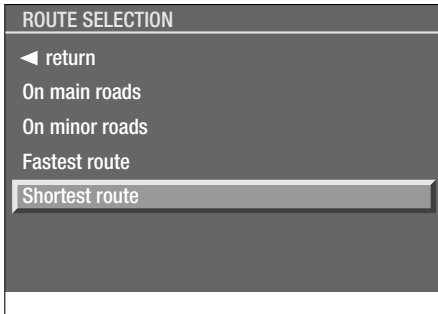 ROUTE SELECTION
◄ return
On main roads
On minor roads
Fastest route
Shortest route